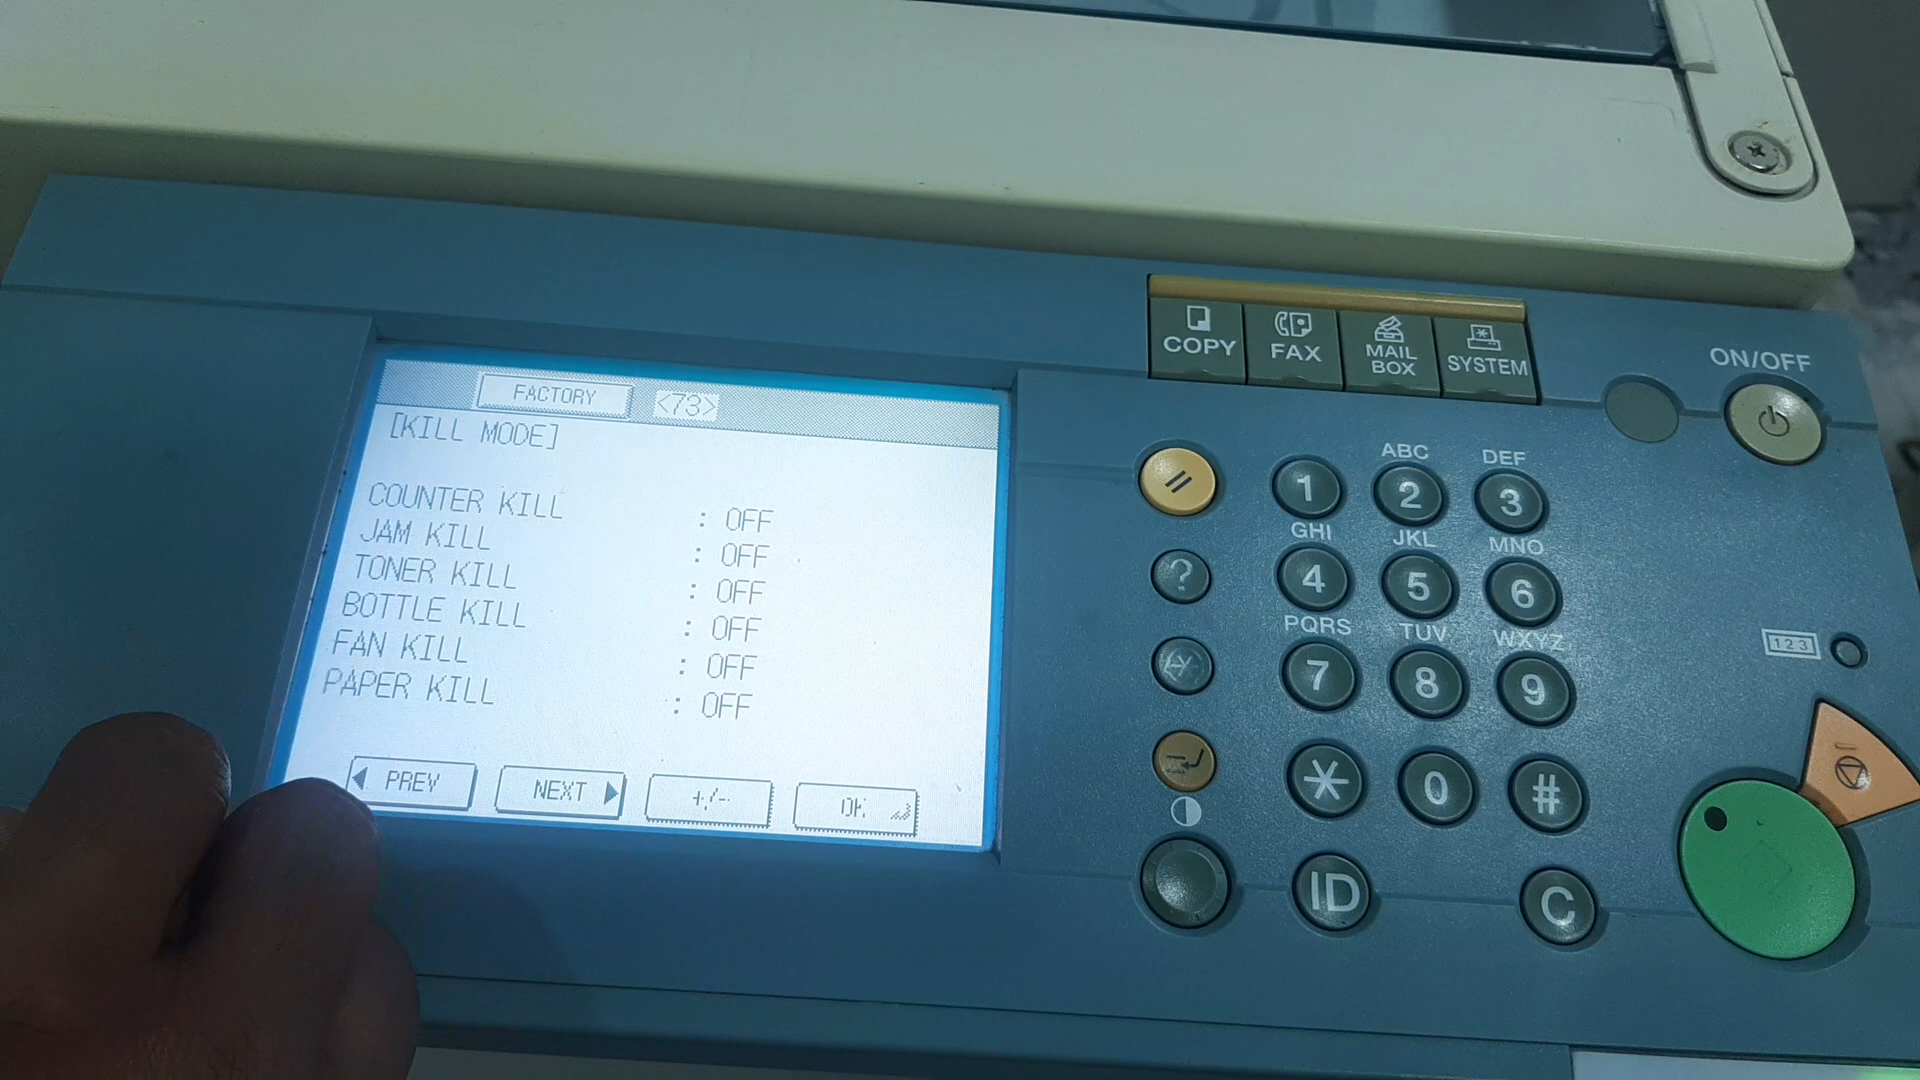 FACTORY <73>
[KILL MODE]
COUNTER KILL : OFF
JAM KILL : OFF
TONER KILL : OFF
BOTTLE KILL : OFF
FAN KILL : OFF
PAPER KILL : OFF
PREV NEXT +/- OK
COPY FAX MAIL BOX SYSTEM
ON/OFF
ABC DEF
1 2 3
GHI JKL MNO
? 4 5 6
PQRS TUV WXYZ
7 8 9
123
* 0 #
ID C